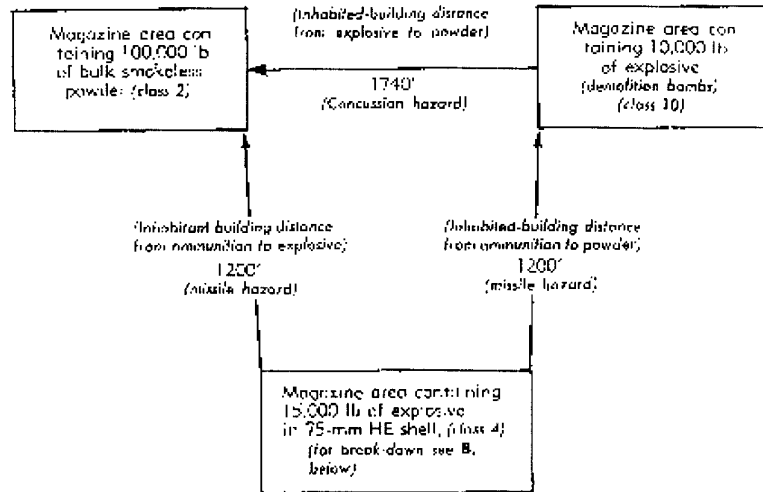 (Inhabited-building distance
from explosive to powder)
Magazine area con
taining 100,000 lb
of bulk smokeless
powder (class 2)
1740'
(Concussion hazard)
Magazine area con
taining 10,000 lb
of explosive
(demolition bombs)
(class 10)
(Inhabitant building distance
from ammunition to explosive)
1200'
(missile hazard)
(Inhabited-building distance
from ammunition to powder)
1200'
(missile hazard)
Magazine area containing
15,000 lb of explosive
in 75-mm HE shell, (class 4)
(for break-down see B,
below)